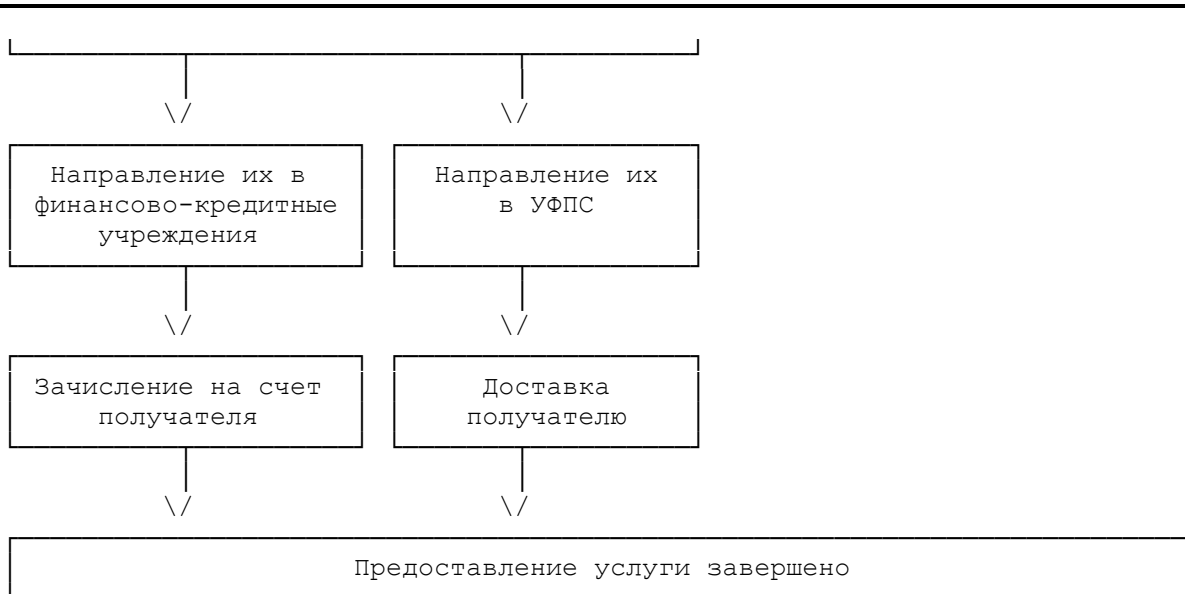 Направление их в
финансово-кредитные
учреждения
Направление их
в УФПС
Зачисление на счет
получателя
Доставка
получателю
Предоставление услуги завершено